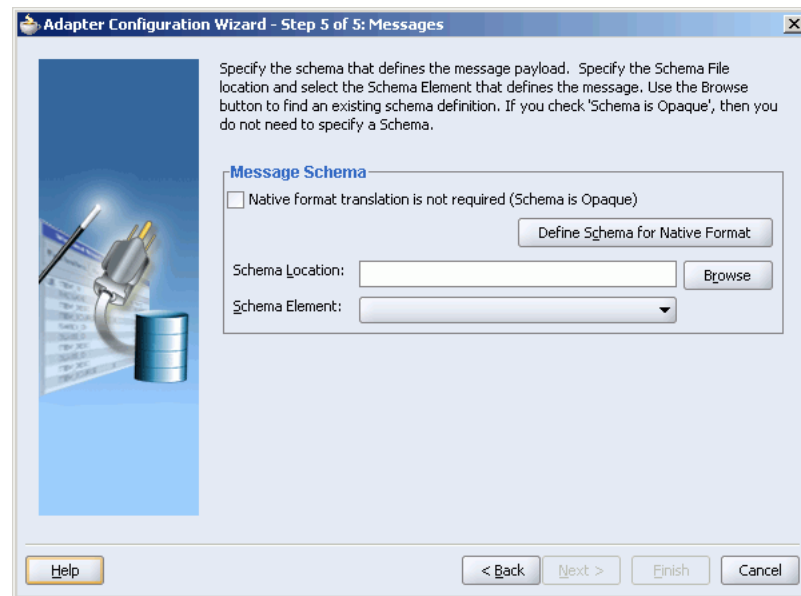 Adapter Configuration Wizard - Step 5 of 5: Messages
Specify the schema that defines the message payload.  Specify the Schema File
location and select the Schema Element that defines the message. Use the Browse
button to find an existing schema definition. If you check 'Schema is Opaque', then you
do not need to specify a Schema.
Message Schema
Native format translation is not required (Schema is Opaque)
Define Schema for Native Format
Schema Location:
Browse
Schema Element:
Help
< Back
Next >
Finish
Cancel